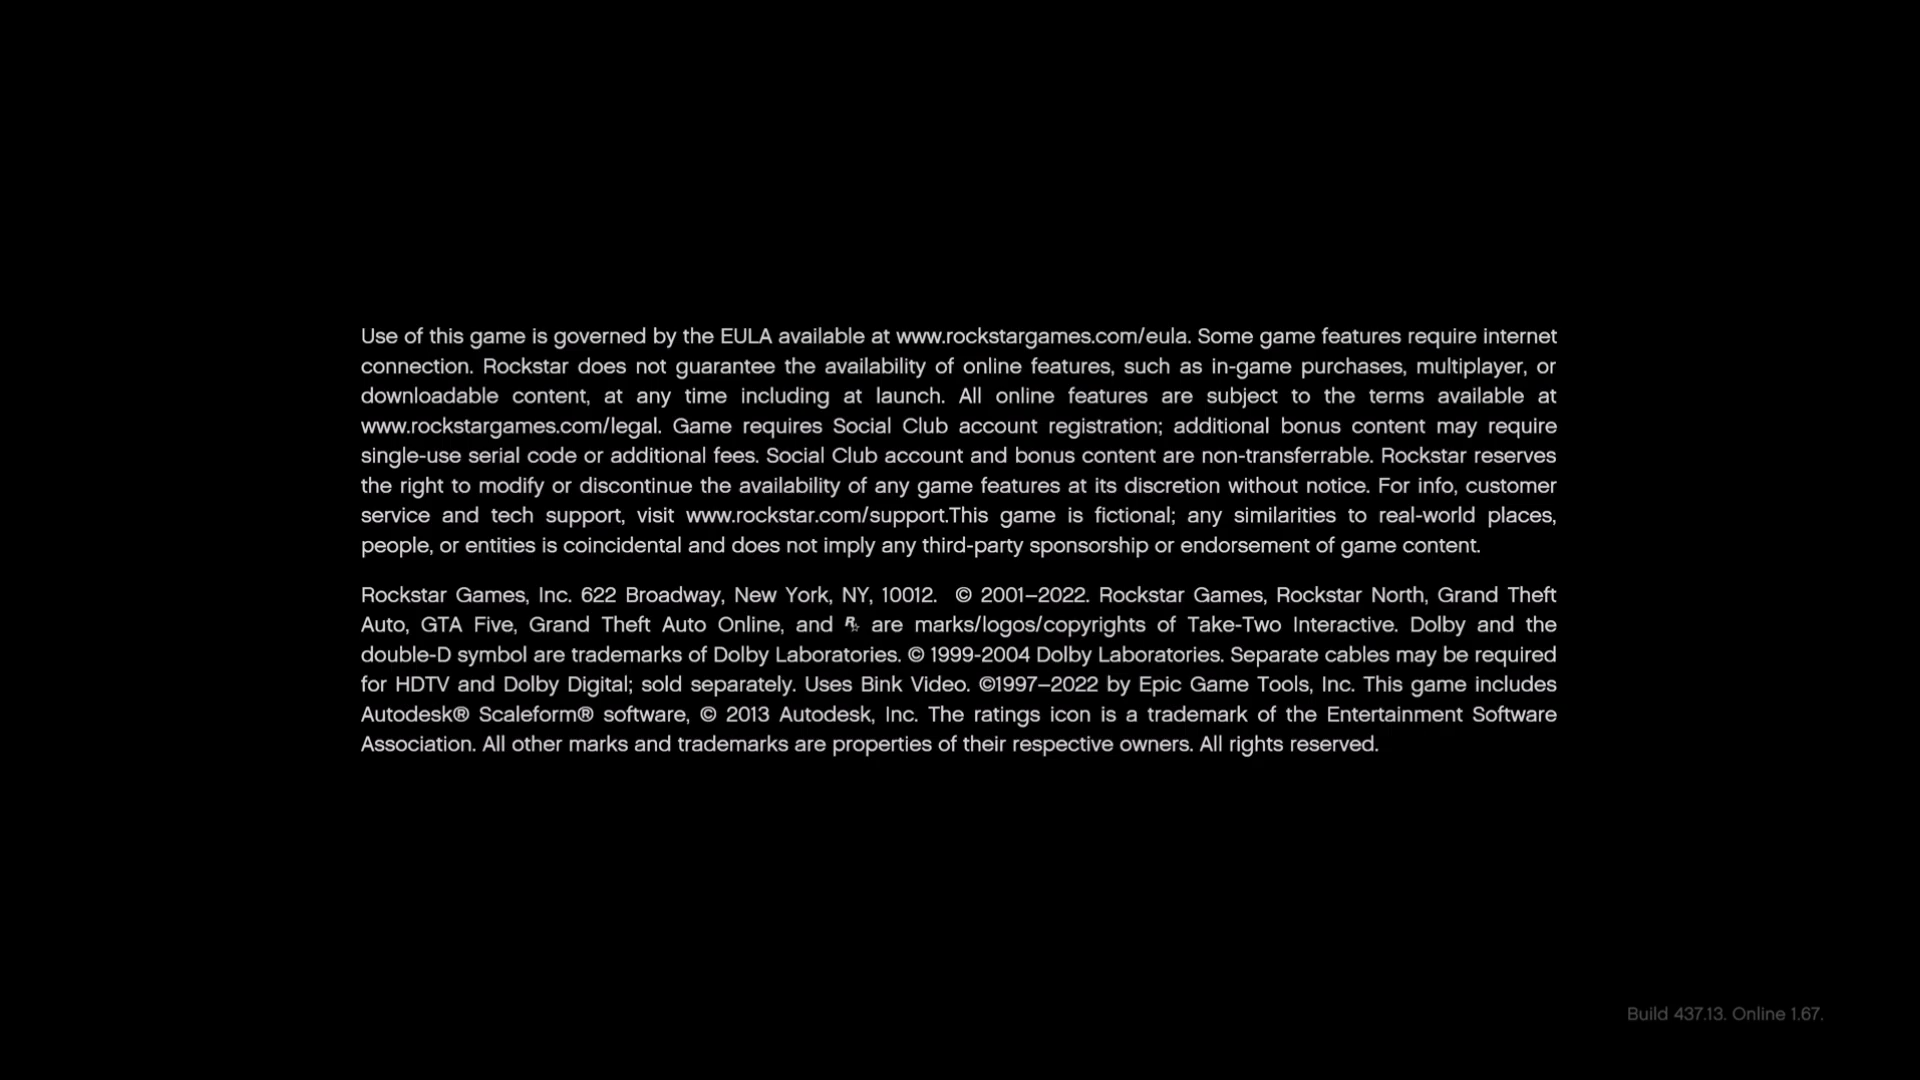 Use of this game is governed by the EULA available at www.rockstargames.com/eula. Some game features require internet
connection. Rockstar does not guarantee the availability of online features, such as in-game purchases, multiplayer, or
downloadable content, at any time including at launch. All online features are subject to the terms available at
www.rockstargames.com/legal. Game requires Social Club account registration; additional bonus content may require
single-use serial code or additional fees. Social Club account and bonus content are non-transferrable. Rockstar reserves
the right to modify or discontinue the availability of any game features at its discretion without notice. For info, customer
service and tech support, visit www.rockstar.com/support.This game is fictional; any similarities to real-world places,
people, or entities is coincidental and does not imply any third-party sponsorship or endorsement of game content.
Rockstar Games, Inc. 622 Broadway, New York, NY, 10012. © 2001–2022. Rockstar Games, Rockstar North, Grand Theft
Auto, GTA Five, Grand Theft Auto Online, and R* are marks/logos/copyrights of Take-Two Interactive. Dolby and the
double-D symbol are trademarks of Dolby Laboratories. © 1999-2004 Dolby Laboratories. Separate cables may be required
for HDTV and Dolby Digital; sold separately. Uses Bink Video. ©1997–2022 by Epic Game Tools, Inc. This game includes
Autodesk® Scaleform® software, © 2013 Autodesk, Inc. The ratings icon is a trademark of the Entertainment Software
Association. All other marks and trademarks are properties of their respective owners. All rights reserved.
Build 437.13. Online 1.67.